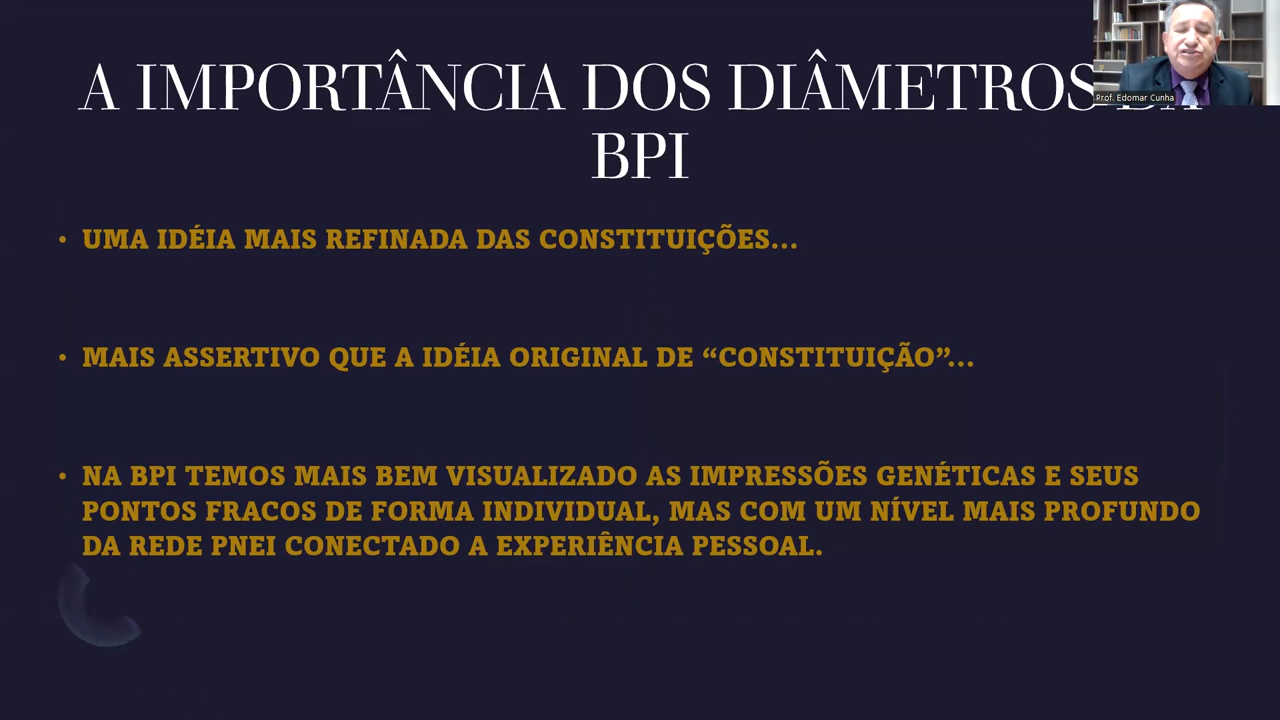 A IMPORTÂNCIA DOS DIÂMETROS DA
BPI
Prof. Edomar Cunha
• UMA IDÉIA MAIS REFINADA DAS CONSTITUIÇÕES...
• MAIS ASSERTIVO QUE A IDÉIA ORIGINAL DE “CONSTITUIÇÃO”...
• NA BPI TEMOS MAIS BEM VISUALIZADO AS IMPRESSÕES GENÉTICAS E SEUS
PONTOS FRACOS DE FORMA INDIVIDUAL, MAS COM UM NÍVEL MAIS PROFUNDO
DA REDE PNEI CONECTADO A EXPERIÊNCIA PESSOAL.